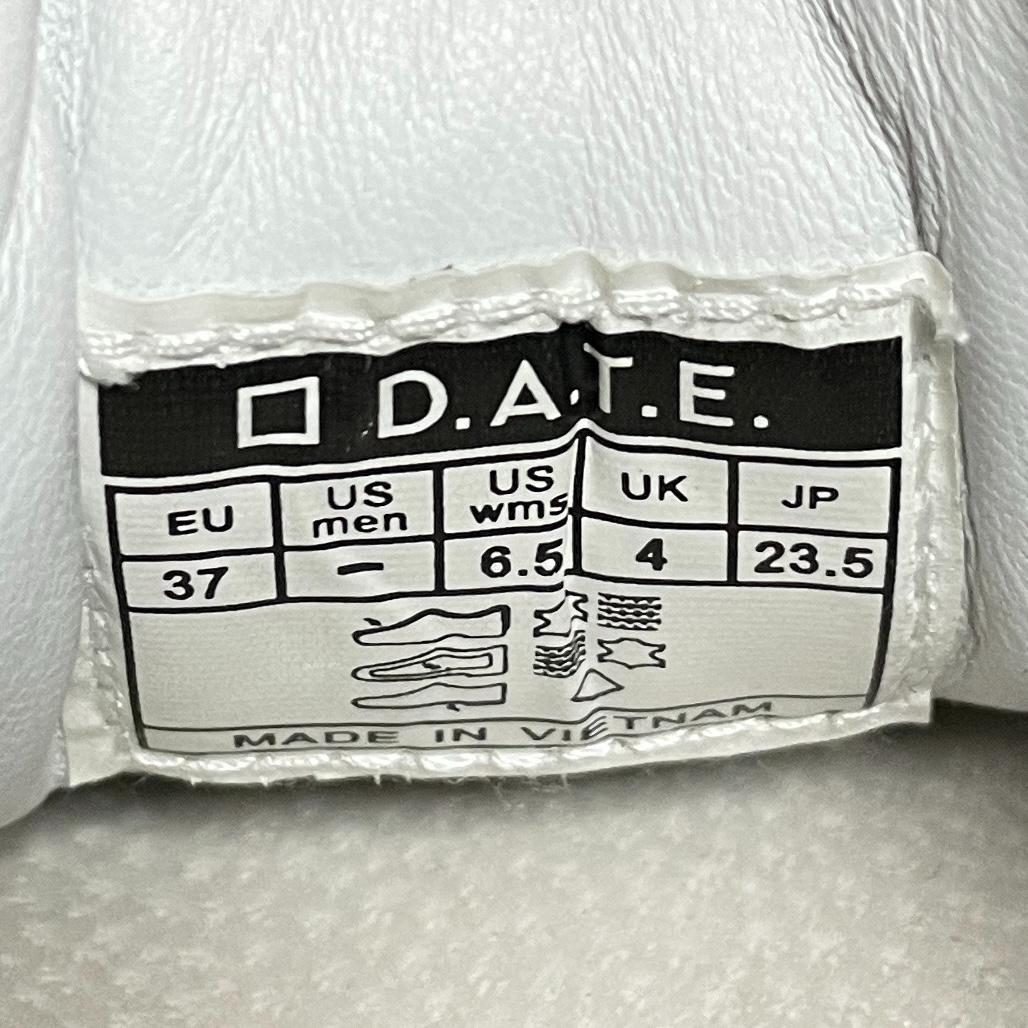 D.A.T.E.
EU US men US wms UK JP
37 - 6.5 4 23.5
MADE IN VIETNAM